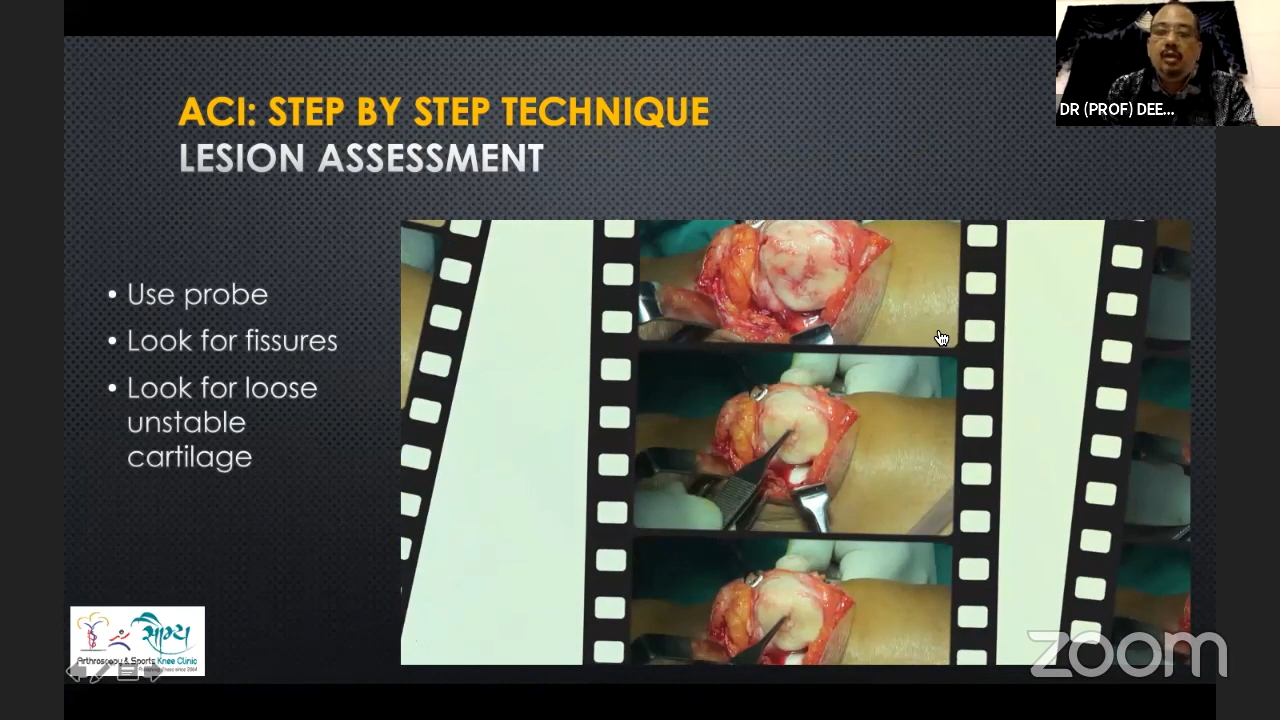 ACI: STEP BY STEP TECHNIQUE
LESION ASSESSMENT
DR (PROF) DEE...
• Use probe
• Look for fissures
• Look for loose
unstable
cartilage
સૌમ્ય
Arthroscopy & Sports Knee Clinic
zoom